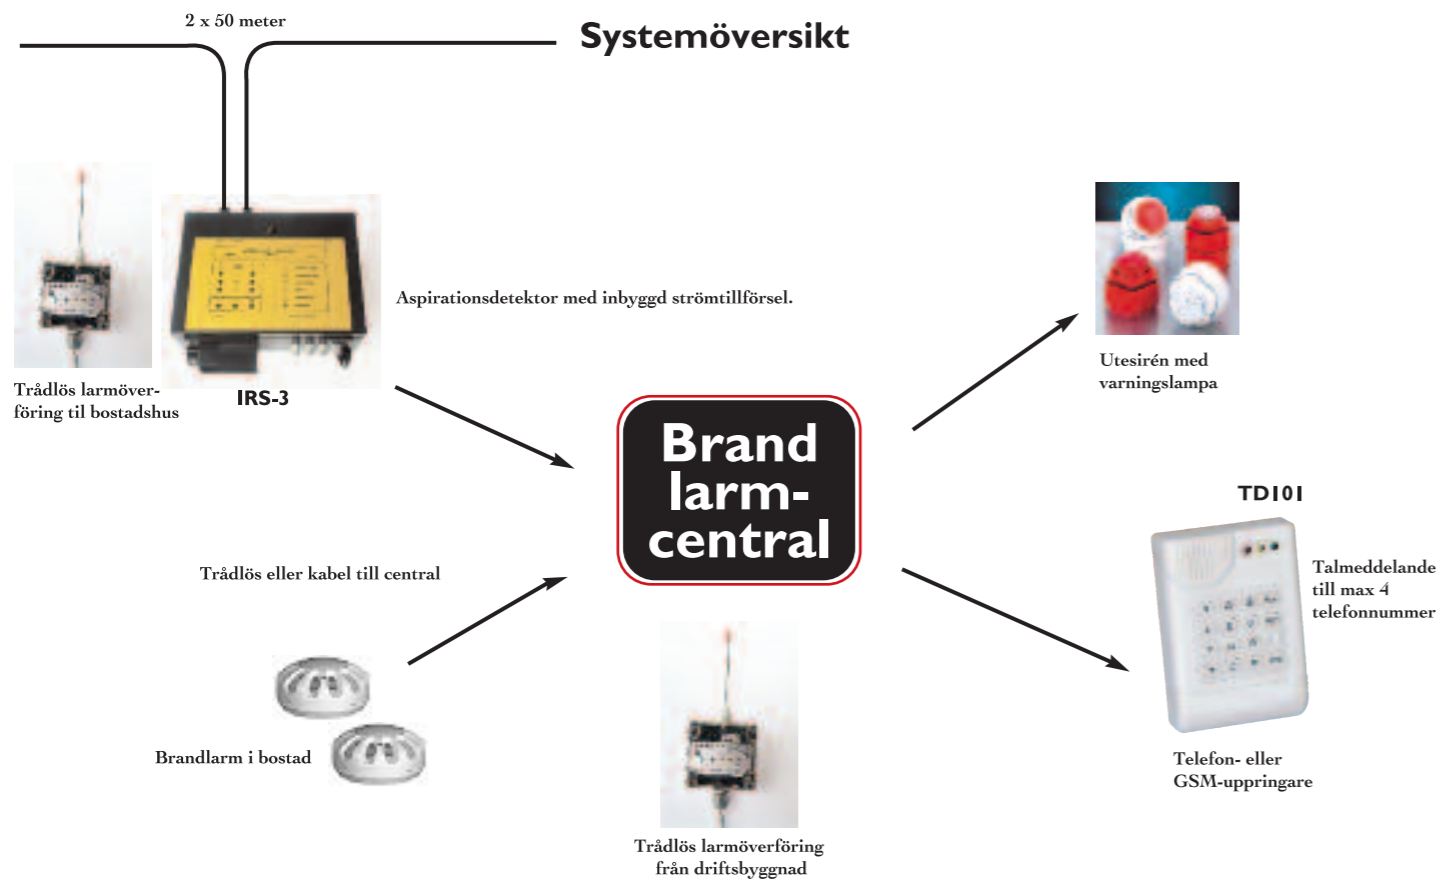 2 x 50 meter
Systemöversikt
Aspirationsdetektor med inbyggd strömtillförsel.
Trådlös larmöver-
föring til bostadshus
IRS-3
Utesirén med
varningslampa
Brand
larm-
central
TD101
Talmeddelande
till max 4
telefonnummer
Trådlös eller kabel till central
Brandlarm i bostad
Telefon- eller
GSM-uppringare
Trådlös larmöverföring
från driftsbyggnad